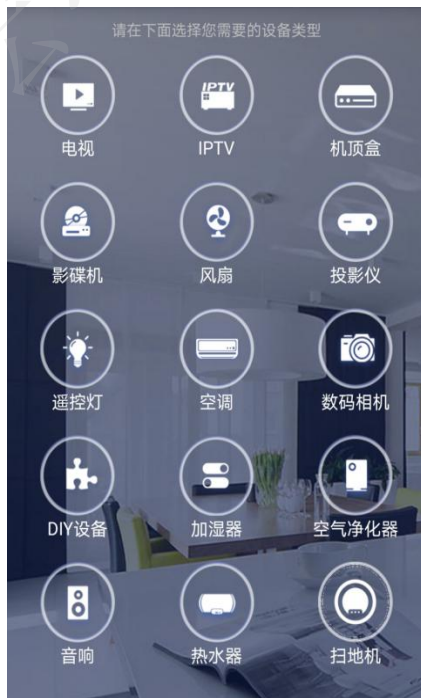 请在下面选择您需要的设备类型
IPTV
电视 IPTV 机顶盒
影碟机 风扇 投影仪
遥控灯 空调 数码相机
DIY设备 加湿器 空气净化器
音响 热水器 扫地机